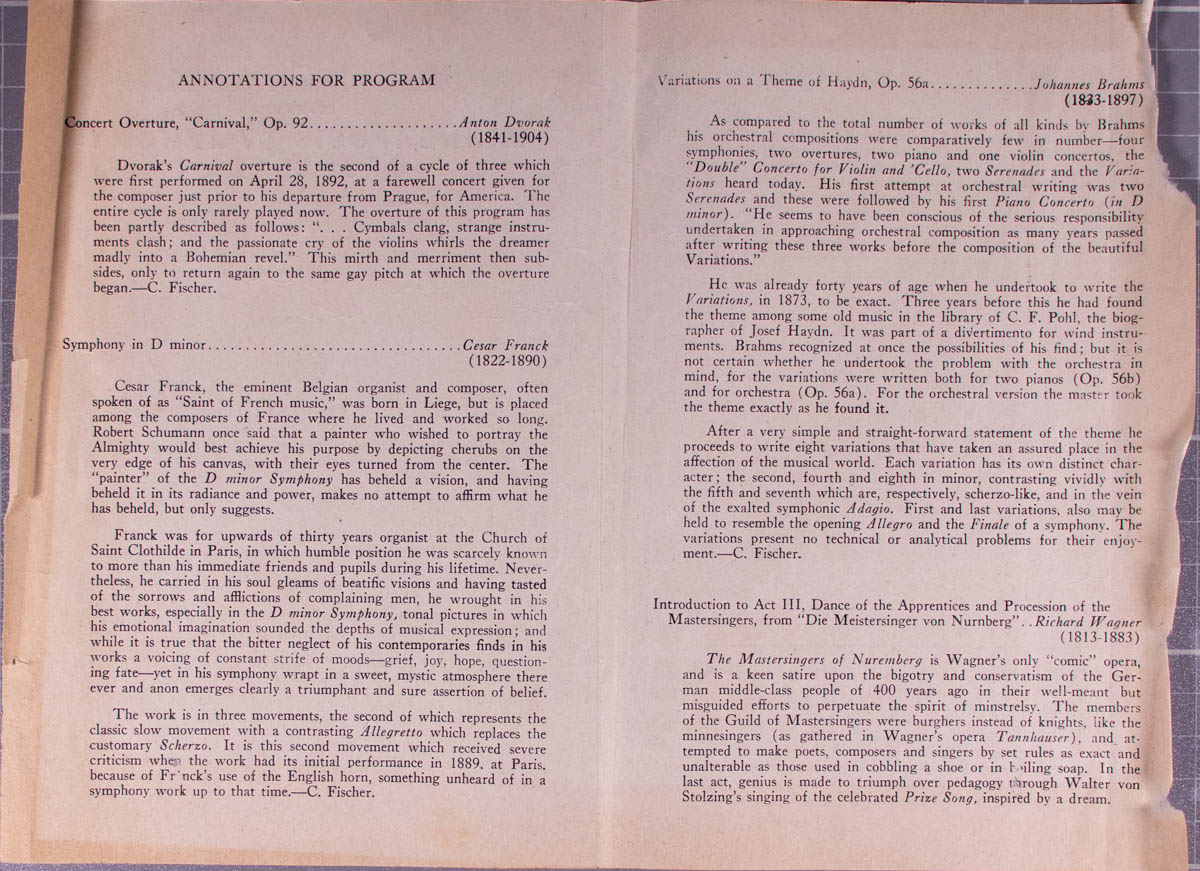 ANNOTATIONS FOR PROGRAM
Concert Overture, "Carnival," Op. 92....................Anton Dvorak
(1841-1904)
Dvorak's Carnival overture is the second of a cycle of three which
were first performed on April 28, 1892, at a farewell concert given for
the composer just prior to his departure from Prague, for America. The
entire cycle is only rarely played now. The overture of this program has
been partly described as follows: ". . . Cymbals clang, strange instru-
ments clash; and the passionate cry of the violins whirls the dreamer
madly into a Bohemian revel." This mirth and merriment then sub-
sides, only to return again to the same gay pitch at which the overture
began.—C. Fischer.
Symphony in D minor.................................Cesar Franck
(1822-1890)
Cesar Franck, the eminent Belgian organist and composer, often
spoken of as "Saint of French music," was born in Liege, but is placed
among the composers of France where he lived and worked so long.
Robert Schumann once said that a painter who wished to portray the
Almighty would best achieve his purpose by depicting cherubs on the
very edge of his canvas, with their eyes turned from the center. The
"painter" of the D minor Symphony has beheld a vision, and having
beheld it in its radiance and power, makes no attempt to affirm what he
has beheld, but only suggests.
Franck was for upwards of thirty years organist at the Church of
Saint Clothilde in Paris, in which humble position he was scarcely known
to more than his immediate friends and pupils during his lifetime. Never-
theless, he carried in his soul gleams of beatific visions and having tasted
of the sorrows and afflictions of complaining men, he wrought in his
best works, especially in the D minor Symphony, tonal pictures in which
his emotional imagination sounded the depths of musical expression; and
while it is true that the bitter neglect of his contemporaries finds in his
works a voicing of constant strife of moods—grief, joy, hope, question-
ing fate—yet in his symphony wrapt in a sweet, mystic atmosphere there
ever and anon emerges clearly a triumphant and sure assertion of belief.
The work is in three movements, the second of which represents the
classic slow movement with a contrasting Allegretto which replaces the
customary Scherzo. It is this second movement which received severe
criticism when the work had its initial performance in 1889, at Paris,
because of Franck's use of the English horn, something unheard of in a
symphony work up to that time.—C. Fischer.
Variations on a Theme of Haydn, Op. 56a..............Johannes Brahms
(1833-1897)
As compared to the total number of works of all kinds by Brahms
his orchestral compositions were comparatively few in number—four
symphonies, two overtures, two piano and one violin concertos, the
"Double" Concerto for Violin and 'Cello, two Serenades and the Varia-
tions heard today. His first attempt at orchestral writing was two
Serenades and these were followed by his first Piano Concerto (in D
minor). "He seems to have been conscious of the serious responsibility
undertaken in approaching orchestral composition as many years passed
after writing these three works before the composition of the beautiful
Variations."
He was already forty years of age when he undertook to write the
Variations, in 1873, to be exact. Three years before this he had found
the theme among some old music in the library of C. F. Pohl, the biog-
rapher of Josef Haydn. It was part of a divertimento for wind instru-
ments. Brahms recognized at once the possibilities of his find; but it is
not certain whether he undertook the problem with the orchestra in
mind, for the variations were written both for two pianos (Op. 56b)
and for orchestra (Op. 56a). For the orchestral version the master took
the theme exactly as he found it.
After a very simple and straight-forward statement of the theme he
proceeds to write eight variations that have taken an assured place in the
affection of the musical world. Each variation has its own distinct char-
acter; the second, fourth and eighth in minor, contrasting vividly with
the fifth and seventh which are, respectively, scherzo-like, and in the vein
of the exalted symphonic Adagio. First and last variations, also may be
held to resemble the opening Allegro and the Finale of a symphony. The
variations present no technical or analytical problems for their enjoy-
ment.—C. Fischer.
Introduction to Act III, Dance of the Apprentices and Procession of the
Mastersingers, from "Die Meistersinger von Nurnberg"..Richard Wagner
(1813-1883)
The Mastersingers of Nuremberg is Wagner's only "comic" opera,
and is a keen satire upon the bigotry and conservatism of the Ger-
man middle-class people of 400 years ago in their well-meant but
misguided efforts to perpetuate the spirit of minstrelsy. The members
of the Guild of Mastersingers were burghers instead of knights, like the
minnesingers (as gathered in Wagner's opera Tannhauser), and at-
tempted to make poets, composers and singers by set rules as exact and
unalterable as those used in cobbling a shoe or in boiling soap. In the
last act, genius is made to triumph over pedagogy through Walter von
Stolzing's singing of the celebrated Prize Song, inspired by a dream.